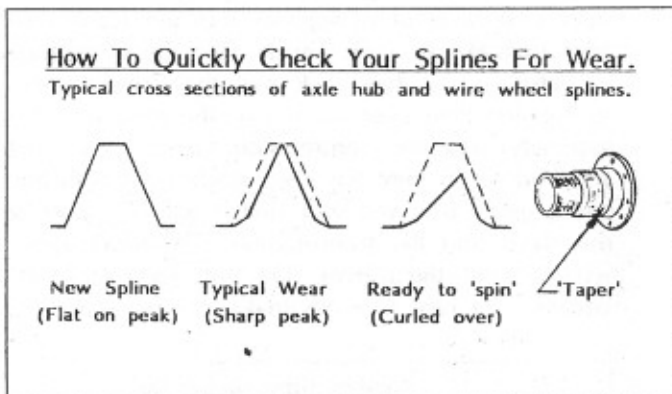 How To Quickly Check Your Splines For Wear.
Typical cross sections of axle hub and wire wheel splines.
New Spline
(Flat on peak)
Typical Wear
(Sharp peak)
Ready to 'spin'
(Curled over)
'Taper'